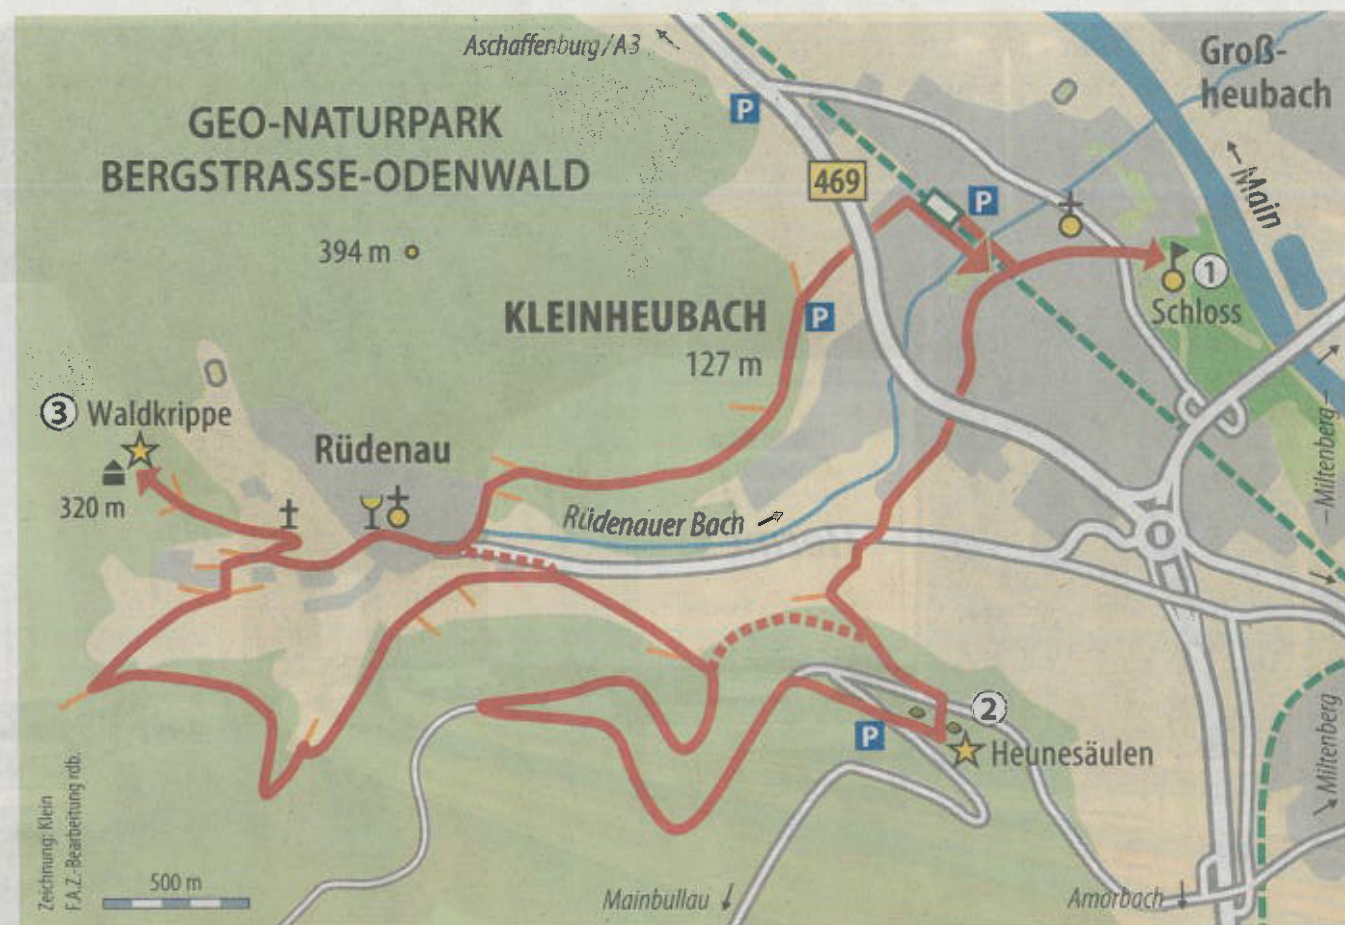 Aschaffenburg/A3
Groß-
heubach
GEO-NATURPARK
BERGSTRASSE-ODENWALD
P
469
P
Main
394 m
1
Schloss
KLEINHEUBACH
P
127 m
3 Waldkrippe
Rüdenau
320 m
Rüdenauer Bach
– Miltenberg –
2
P
Heunesäulen
Miltenberg
Zeichnung: Klein
F.A.Z.-Bearbeitung rdb.
500 m
Mainbullau
Amorbach